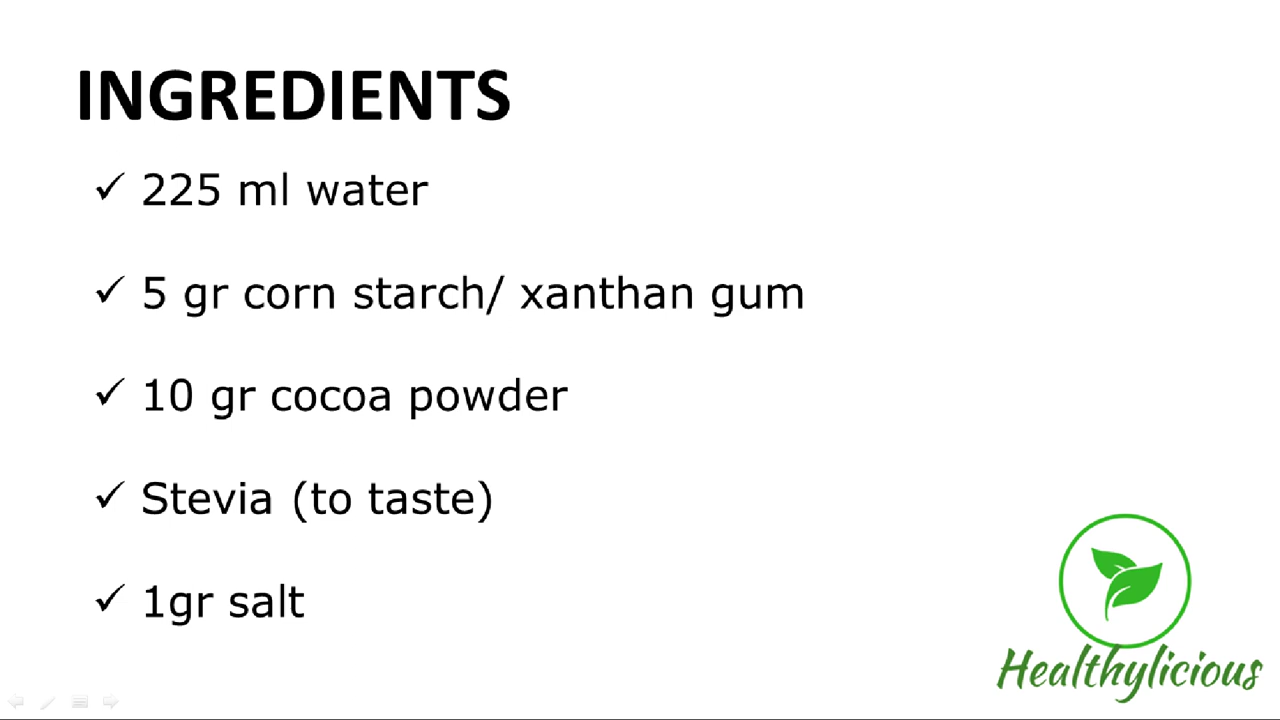 INGREDIENTS
✓ 225 ml water
✓ 5 gr corn starch/ xanthan gum
✓ 10 gr cocoa powder
✓ Stevia (to taste)
✓ 1gr salt
Healthylicious